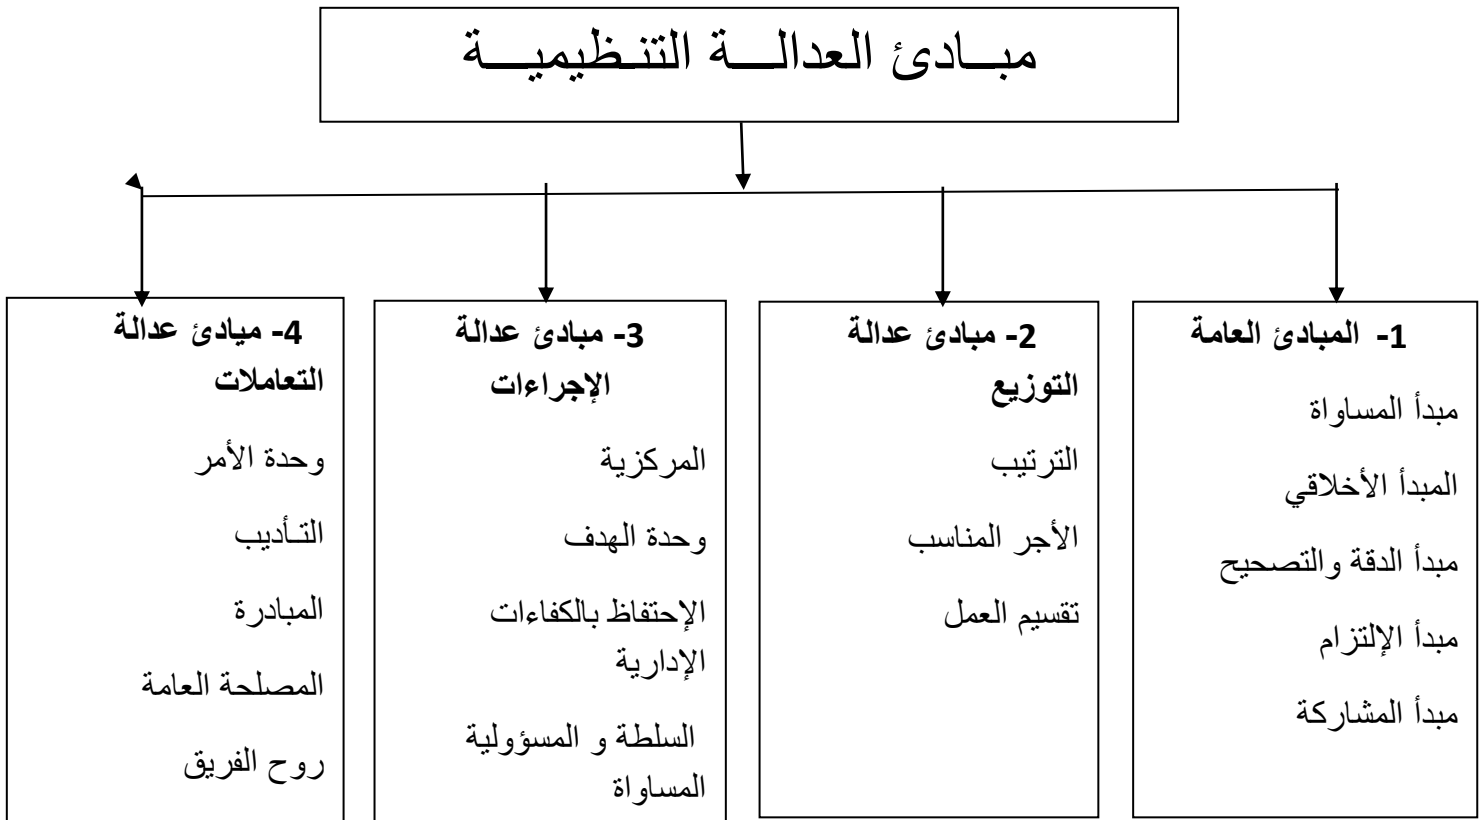 مبــادئ العدالـــة التنـظيميــة
1- المبادئ العامة
مبدأ المساواة
المبدأ الأخلاقي
مبدأ الدقة والتصحيح
مبدأ الإلتزام
مبدأ المشاركة
2- مبادئ عدالة
التوزيع
الترتيب
الأجر المناسب
تقسيم العمل
3- مبادئ عدالة
الإجراءات
المركزية
وحدة الهدف
الإحتفاظ بالكفاءات
الإدارية
السلطة و المسؤولية
المساواة
4- ميادئ عدالة
التعاملات
وحدة الأمر
التـأديب
المبادرة
المصلحة العامة
روح الفريق